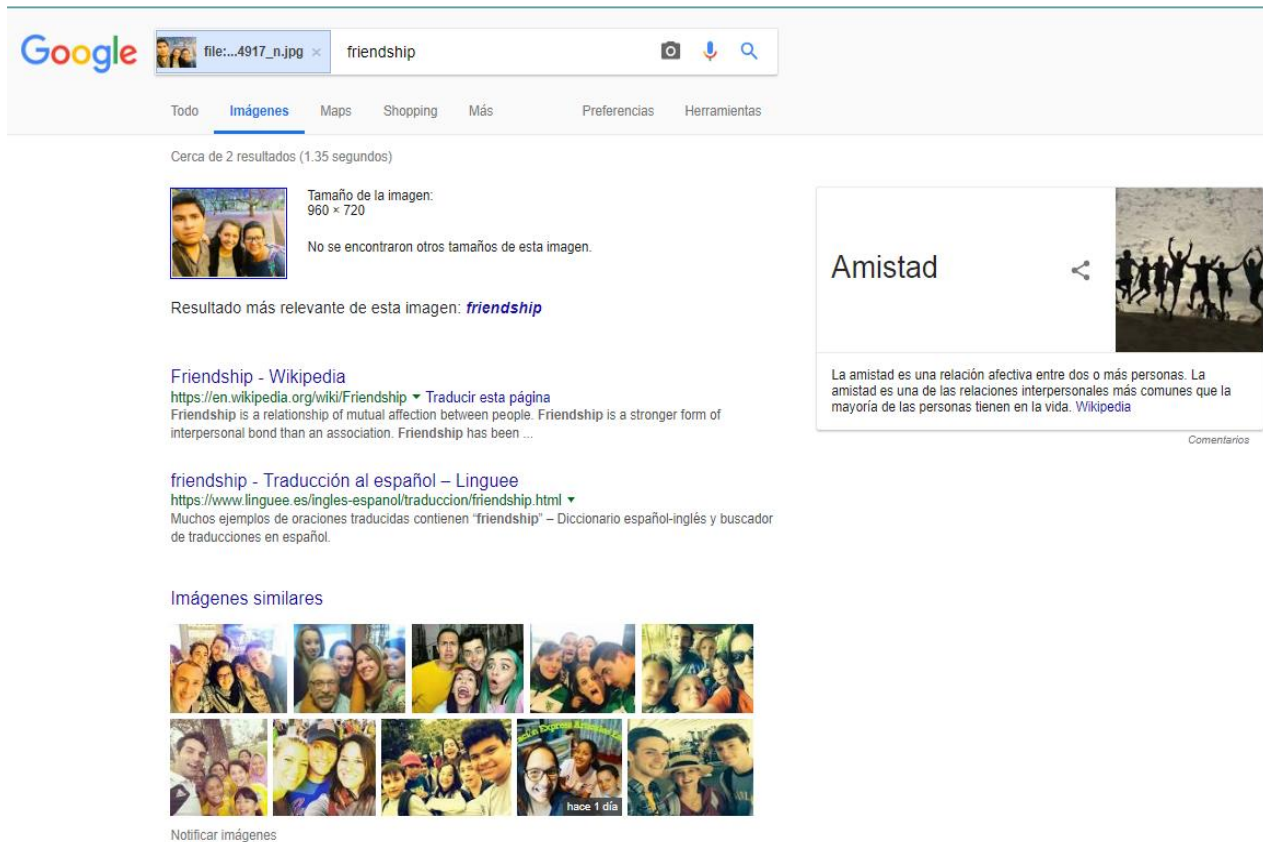 Google
file:...4917_n.jpg × friendship
Todo Imágenes Maps Shopping Más Preferencias Herramientas
Cerca de 2 resultados (1.35 segundos)
Tamaño de la imagen:
960 × 720
No se encontraron otros tamaños de esta imagen.
Resultado más relevante de esta imagen: friendship
Friendship - Wikipedia
https://en.wikipedia.org/wiki/Friendship ▾ Traducir esta página
Friendship is a relationship of mutual affection between people. Friendship is a stronger form of
interpersonal bond than an association. Friendship has been ...
friendship - Traducción al español – Linguee
https://www.linguee.es/ingles-espanol/traduccion/friendship.html ▾
Muchos ejemplos de oraciones traducidas contienen “friendship” – Diccionario español-inglés y buscador
de traducciones en español.
Imágenes similares
hace 1 día
Notificar imágenes
Amistad
La amistad es una relación afectiva entre dos o más personas. La
amistad es una de las relaciones interpersonales más comunes que la
mayoría de las personas tienen en la vida. Wikipedia
Comentarios